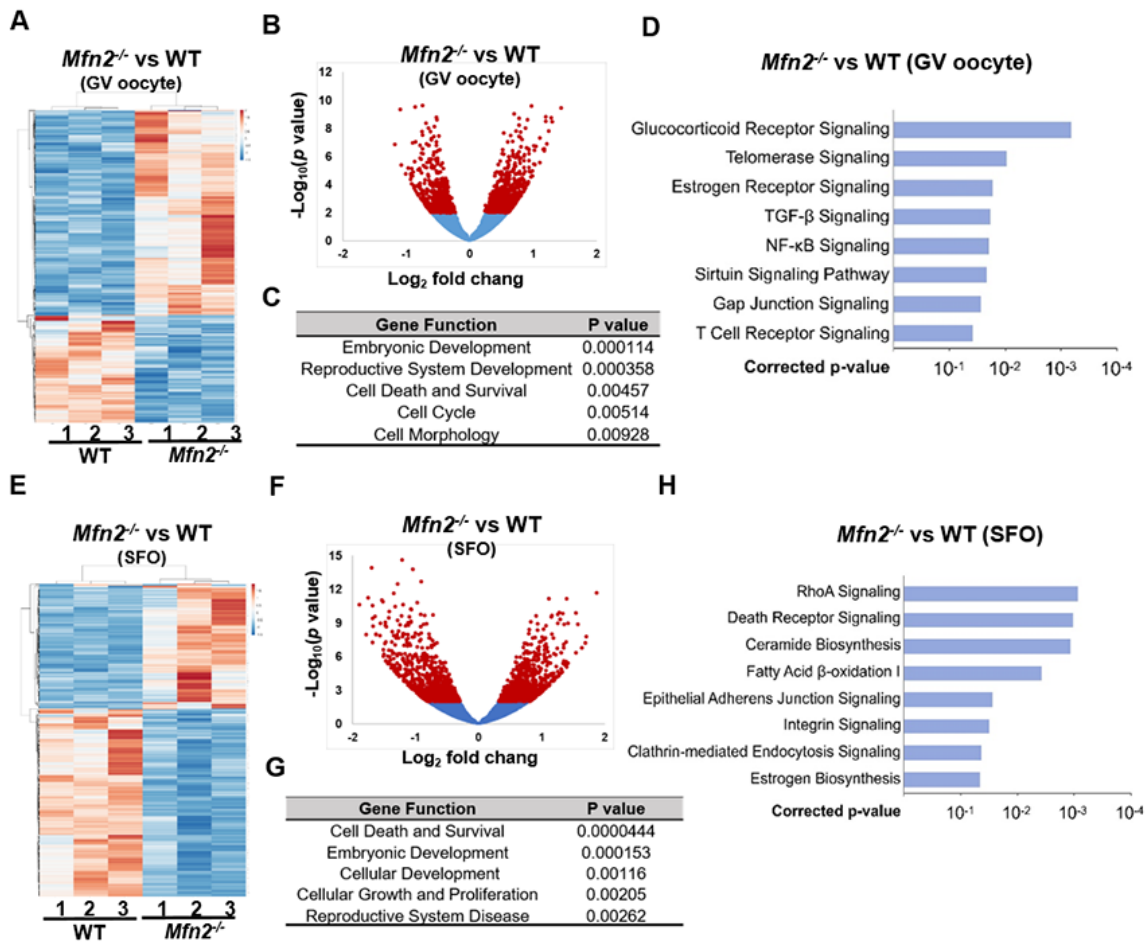 A
Mfn2-/- vs WT
(GV oocyte)
1 2 3 1 2 3
WT Mfn2-/-
B
Mfn2-/- vs WT
(GV oocyte)
12
10
8
6
4
2
0
-Log10(p value)
-2 -1 0 1 2
Log2 fold chang
C
Gene Function P value
Embryonic Development 0.000114
Reproductive System Development 0.000358
Cell Death and Survival 0.00457
Cell Cycle 0.00514
Cell Morphology 0.00928
D
Mfn2-/- vs WT (GV oocyte)
Glucocorticoid Receptor Signaling
Telomerase Signaling
Estrogen Receptor Signaling
TGF-β Signaling
NF-κB Signaling
Sirtuin Signaling Pathway
Gap Junction Signaling
T Cell Receptor Signaling
Corrected p-value 10-1 10-2 10-3 10-4
E
Mfn2-/- vs WT
(SFO)
1 2 3 1 2 3
WT Mfn2-/-
F
Mfn2-/- vs WT
(SFO)
15
12
9
6
3
0
-Log10(p value)
-2 -1 0 1 2
Log2 fold change
G
Gene Function P value
Cell Death and Survival 0.0000444
Embryonic Development 0.000153
Cellular Development 0.00116
Cellular Growth and Proliferation 0.00205
Reproductive System Disease 0.00262
H
Mfn2-/- vs WT (SFO)
RhoA Signaling
Death Receptor Signaling
Ceramide Biosynthesis
Fatty Acid β-oxidation I
Epithelial Adherens Junction Signaling
Integrin Signaling
Clathrin-mediated Endocytosis Signaling
Estrogen Biosynthesis
Corrected p-value 10-1 10-2 10-3 10-4